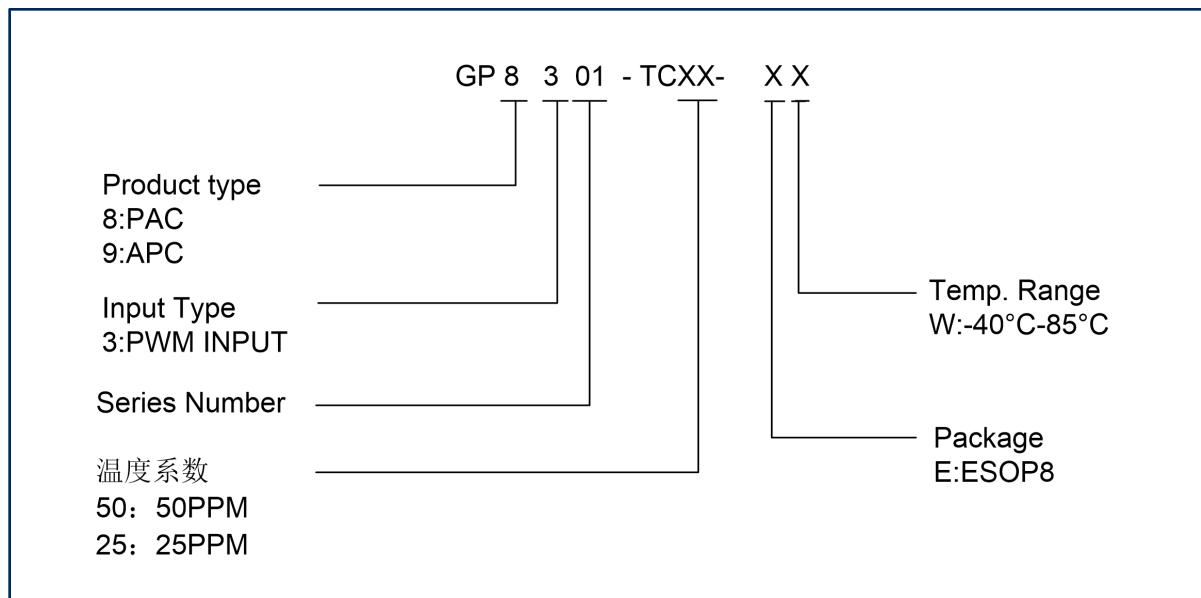 GP 8 3 01 - TCXX- X X
Product type
8:PAC
9:APC
Input Type
3:PWM INPUT
Series Number
温度系数
50：50PPM
25：25PPM
Temp. Range
W:-40°C-85°C
Package
E:ESOP8